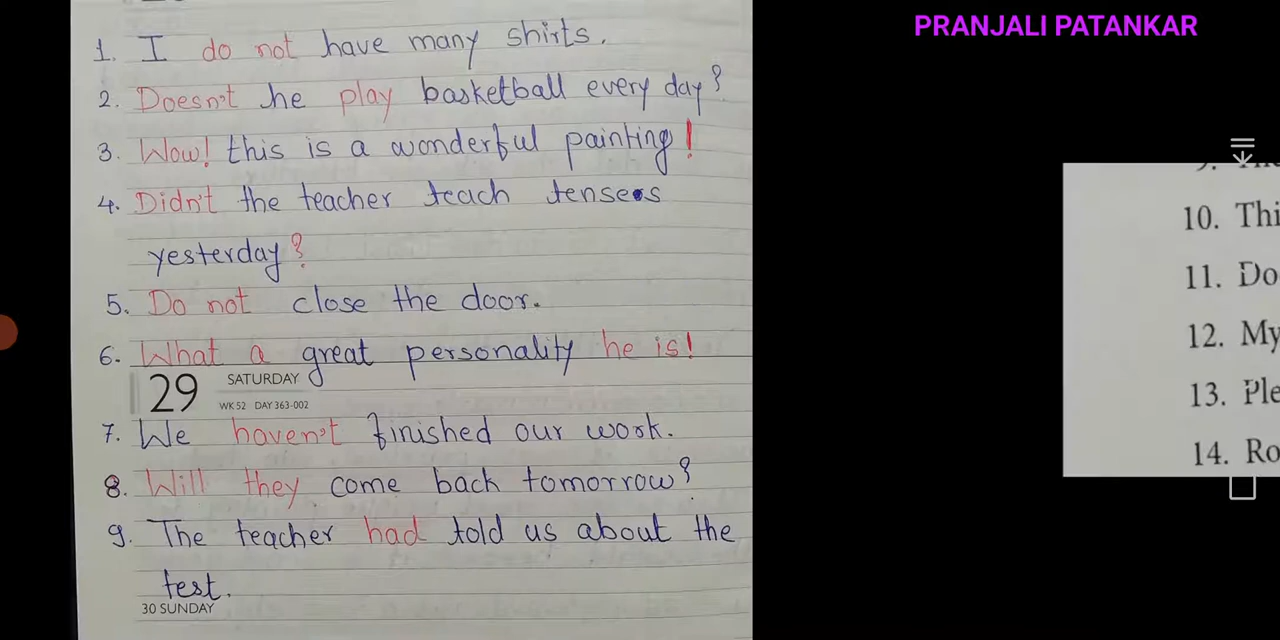 PRANJALI PATANKAR
1. I do not have many shirts.
2. Doesn't he play basketball every day?
3. Wow! this is a wonderful painting!
4. Didn't the teacher teach tenses
yesterday?
5. Do not close the door.
6. What a great personality he is!
29 SATURDAY
WK 52 DAY 363-002
7. We haven't finished our work.
8. Will they come back tomorrow?
9. The teacher had told us about the
test.
30 SUNDAY
10. Thi
11. Do
12. My
13. Ple
14. Ro